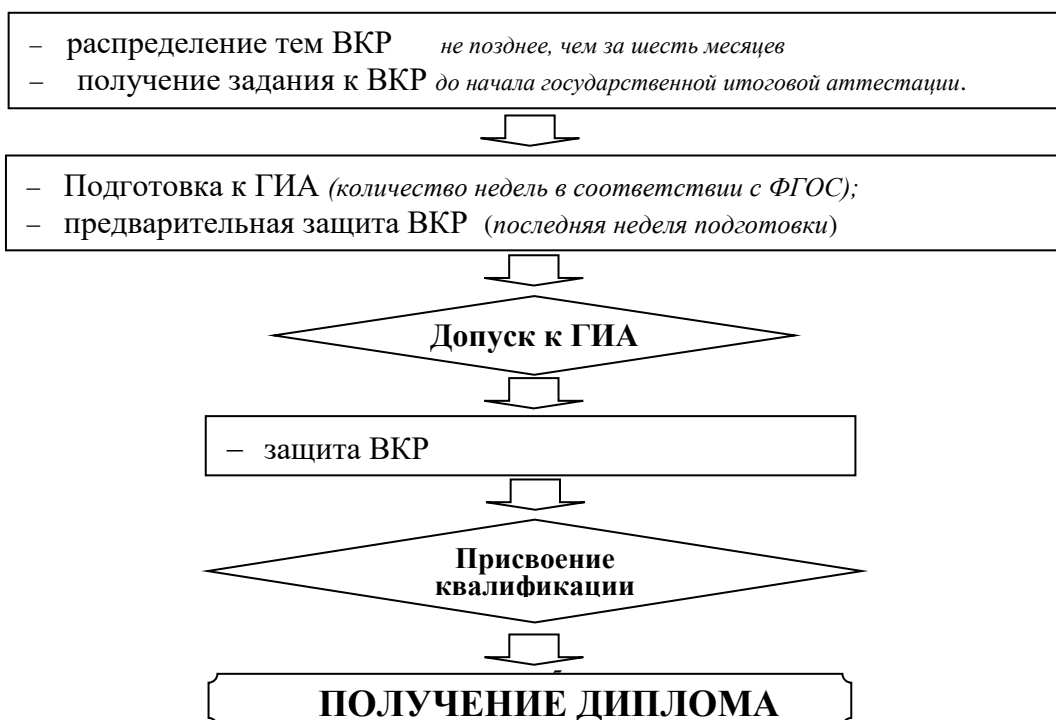 – распределение тем ВКР не позднее, чем за шесть месяцев
– получение задания к ВКР до начала государственной итоговой аттестации.
– Подготовка к ГИА (количество недель в соответствии с ФГОС);
– предварительная защита ВКР (последняя неделя подготовки)
Допуск к ГИА
– защита ВКР
Присвоение
квалификации
ПОЛУЧЕНИЕ ДИПЛОМА